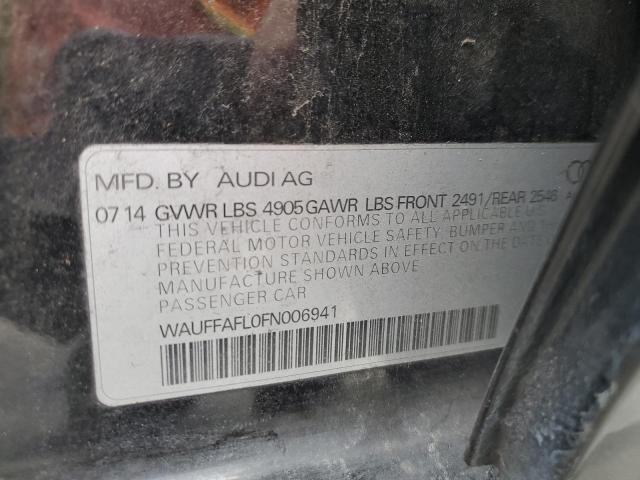 MFD. BY AUDI AG
07 14 GVWR LBS 4905 GAWR LBS FRONT 2491/REAR 2546
THIS VEHICLE CONFORMS TO ALL APPLICABLE
FEDERAL MOTOR VEHICLE SAFETY, BUMPER AND
PREVENTION STANDARDS IN EFFECT ON THE DATE
MANUFACTURE SHOWN ABOVE
PASSENGER CAR
WAUFFAFL0FN006941